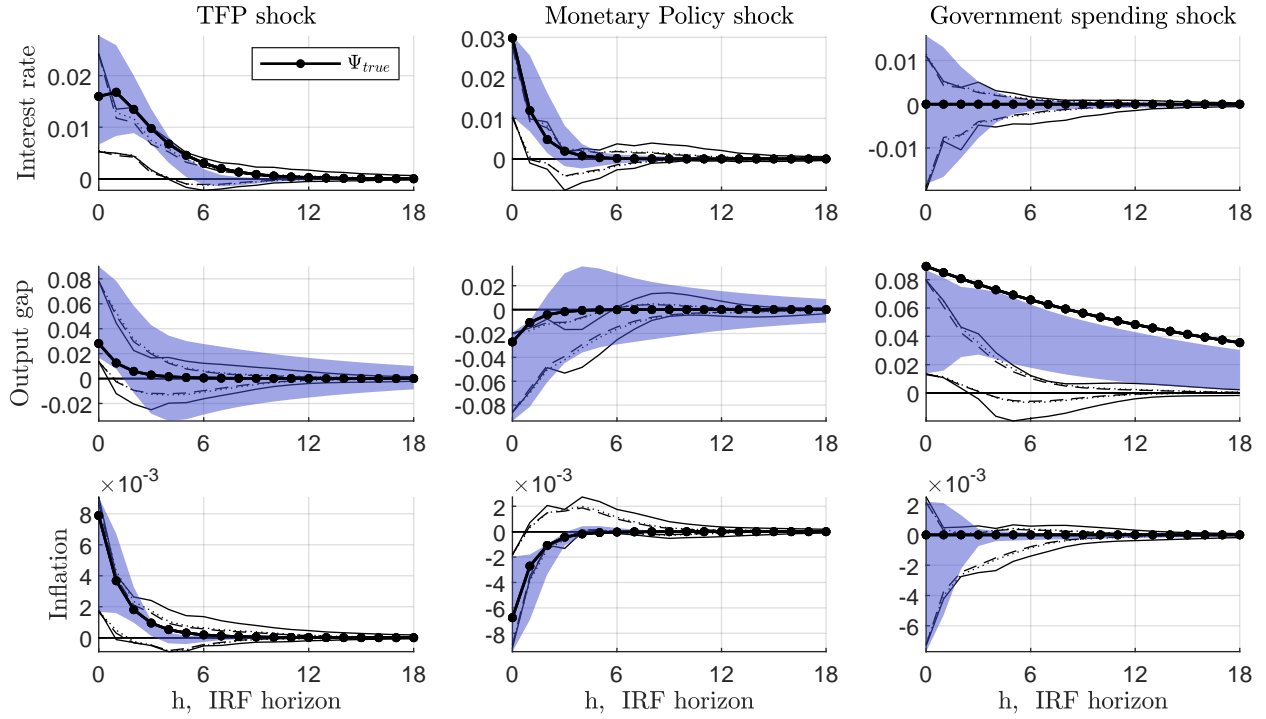 TFP shock
Monetary Policy shock
Government spending shock
Interest rate
0.02
0.01
0
0 6 12 18
Ψtrue
0.03
0.02
0.01
0
0 6 12 18
0.01
0
-0.01
0 6 12 18
Output gap
0.08
0.06
0.04
0.02
0
-0.02
0 6 12 18
0.02
0
-0.02
-0.04
-0.06
-0.08
0 6 12 18
0.08
0.06
0.04
0.02
0
0 6 12 18
Inflation
×10-3
8
6
4
2
0
0 6 12 18
h, IRF horizon
×10-3
2
0
-2
-4
-6
-8
0 6 12 18
h, IRF horizon
×10-3
2
0
-2
-4
-6
0 6 12 18
h, IRF horizon